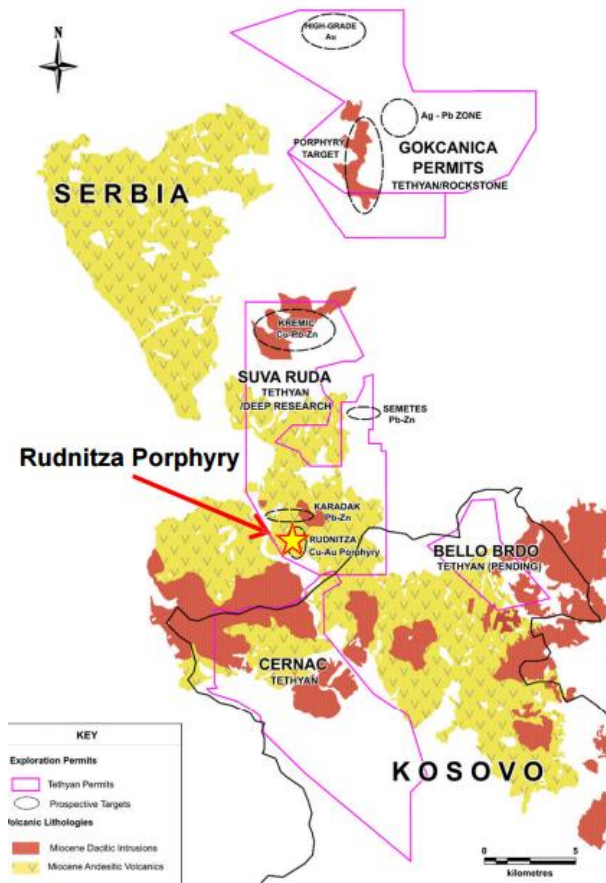 N
HIGH-GRADE
Au
Ag - Pb ZONE
PORPHYRY
TARGET
GOKCANICA
PERMITS
TETHYAN/ROCKSTONE
SERBIA
KREMIC
Cu-Pb-Zn
SUVA RUDA
TETHYAN
/DEEP RESEARCH
SEMETES
Pb-Zn
Rudnitza Porphyry
KARADAK
Pb-Zn
RUDNITZA
Cu-Au Porphyry
BELLO BRDO
TETHYAN (PENDING)
CERNAC
TETHYAN
KOSOVO
KEY
Exploration Permits
Tethyan Permits
Prospective Targets
Volcanic Lithologies
Miocene Dacitic Intrusions
Miocene Andesitic Volcanics
0 5
kilometres